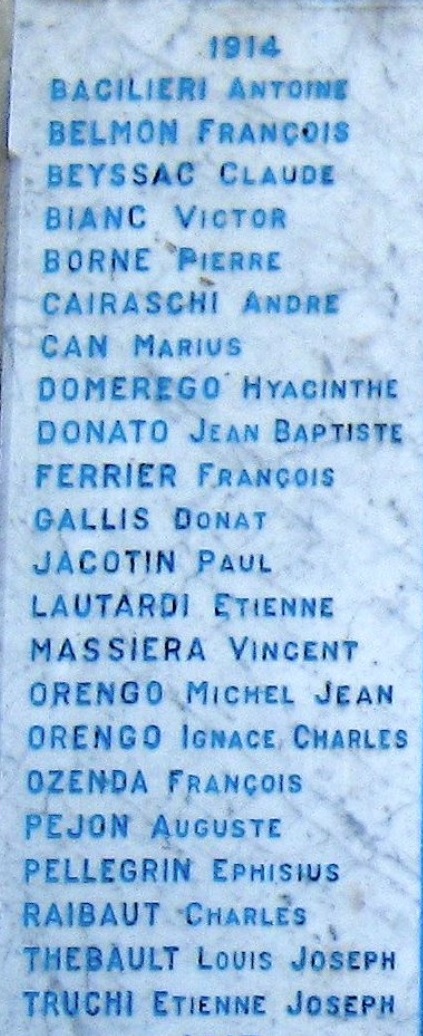 1914
BACILIERI ANTOINE
BELMON FRANÇOIS
BEYSSAC CLAUDE
BIANC VICTOR
BORNE PIERRE
CAIRASCHI ANDRE
CAN MARIUS
DOMEREGO HYACINTHE
DONATO JEAN BAPTISTE
FERRIER FRANÇOIS
GALLIS DONAT
JACOTIN PAUL
LAUTARDI ETIENNE
MASSIERA VINCENT
ORENGO MICHEL JEAN
ORENGO IGNACE CHARLES
OZENDA FRANÇOIS
PEJON AUGUSTE
PELLEGRIN EPHISIUS
RAIBAUT CHARLES
THEBAULT LOUIS JOSEPH
TRUCHI ETIENNE JOSEPH